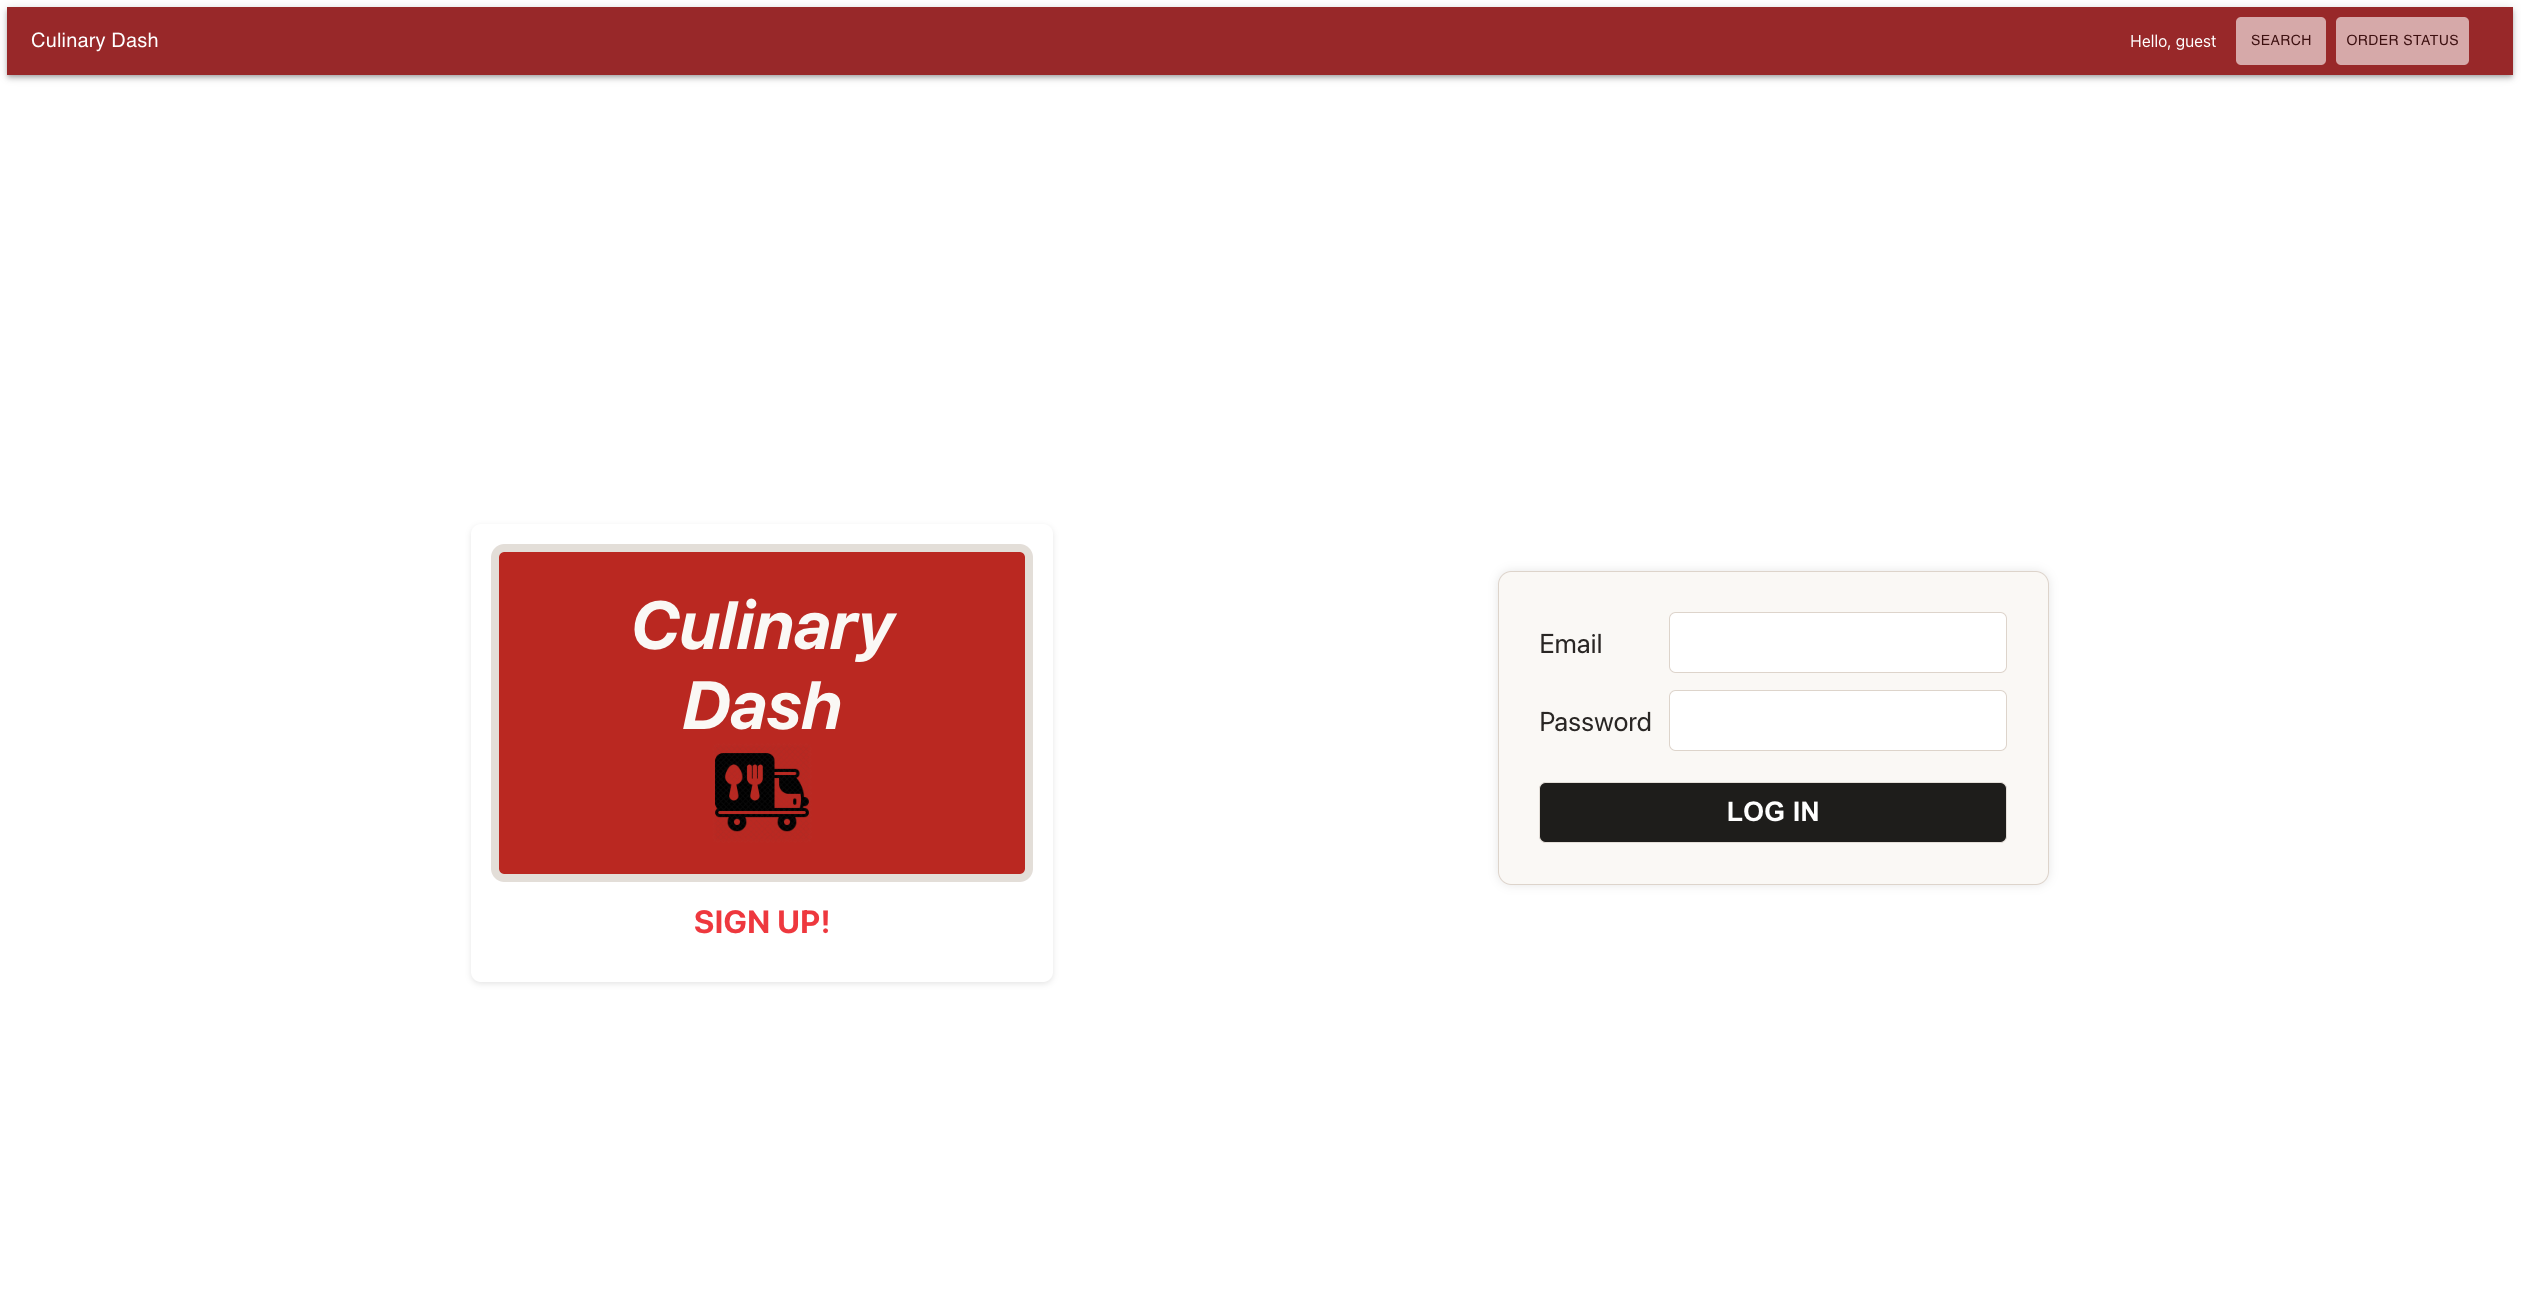 Culinary Dash
Hello, guest
SEARCH
ORDER STATUS
Culinary
Dash
SIGN UP!
Email
Password
LOG IN